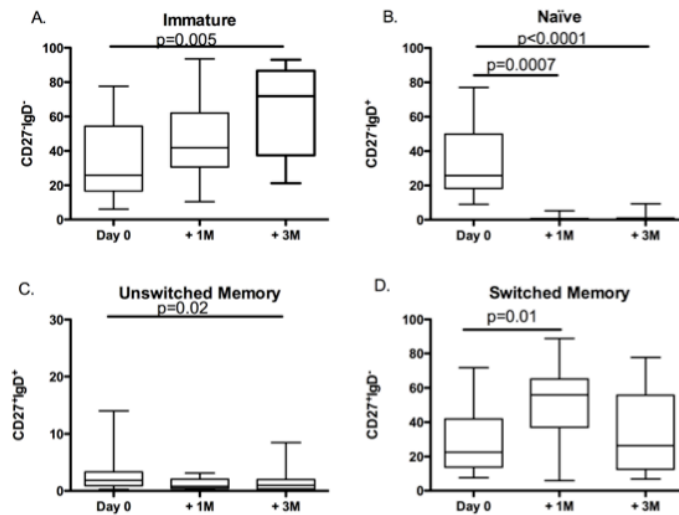 A.
Immature
p=0.005
100
80
60
40
20
0
CD27⁻IgD⁻
Day 0
+ 1M
+ 3M
B.
Naïve
p<0.0001
p=0.0007
100
80
60
40
20
0
CD27⁻IgD⁺
Day 0
+ 1M
+ 3M
C.
Unswitched Memory
p=0.02
30
20
10
0
CD27⁺IgD⁺
Day 0
+ 1M
+ 3M
D.
Switched Memory
p=0.01
100
80
60
40
20
0
CD27⁺IgD⁻
Day 0
+ 1M
+ 3M